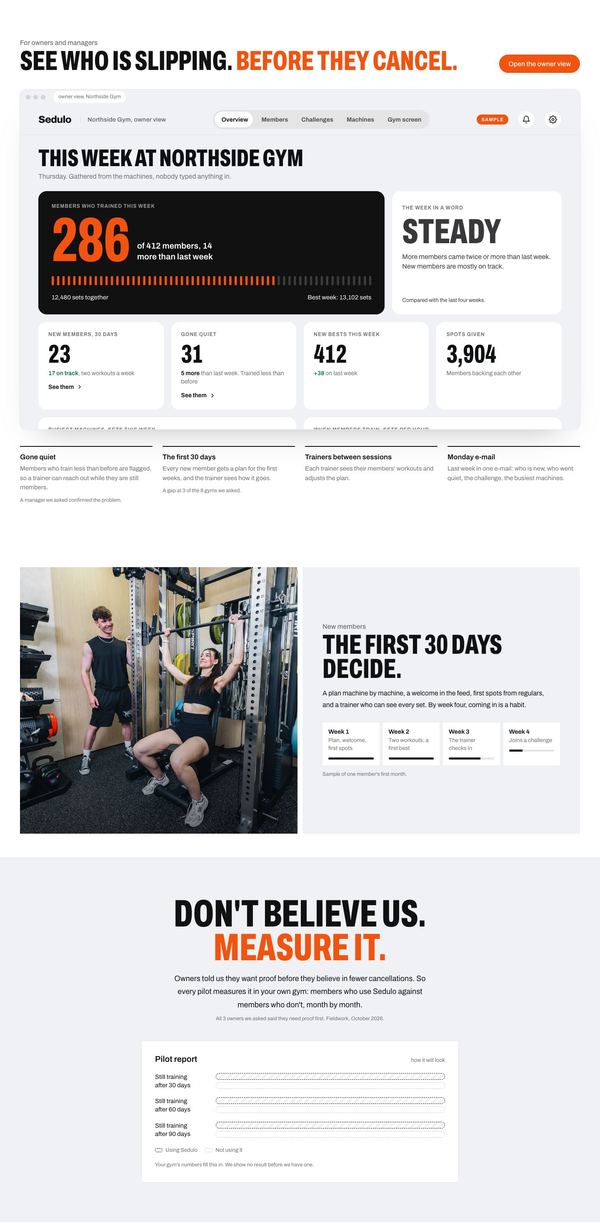 For owners and managers
SEE WHO IS SLIPPING. BEFORE THEY CANCEL.
Open the owner view
owner view, Northside Gym
Sedulo
Northside Gym, owner view
Overview
Members
Challenges
Machines
Gym screen
SAMPLE
THIS WEEK AT NORTHSIDE GYM
Thursday. Gathered from the machines, nobody typed anything in.
MEMBERS WHO TRAINED THIS WEEK
286
of 412 members, 14
more than last week
12,480 sets together
Best week: 13,102 sets
THE WEEK IN A WORD
STEADY
More members came twice or more than last week.
New members are mostly on track.
Compared with the last four weeks.
NEW MEMBERS, 30 DAYS
23
17 on track, two workouts a week
See them
GONE QUIET
31
5 more than last week. Trained less than
before
See them
NEW BESTS THIS WEEK
412
+38 on last week
SPOTS GIVEN
3,904
Members backing each other
BUSIEST MACHINES, SETS THIS WEEK
WHEN MEMBERS TRAIN, SETS PER HOUR
Gone quiet
Members who train less than before are flagged,
so a trainer can reach out while they are still
members.
A manager we asked confirmed the problem.
The first 30 days
Every new member gets a plan for the first
weeks, and the trainer sees how it goes.
A gap at 3 of the 8 gyms we asked.
Trainers between sessions
Each trainer sees their members' workouts and
adjusts the plan.
Monday e-mail
Last week in one e-mail: who is new, who went
quiet, the challenge, the busiest machines.
New members
THE FIRST 30 DAYS
DECIDE.
A plan machine by machine, a welcome in the feed, first spots from regulars,
and a trainer who can see every set. By week four, coming in is a habit.
Week 1
Plan, welcome,
first spots
Week 2
Two workouts, a
first best
Week 3
The trainer
checks in
Week 4
Joins a challenge
Sample of one member's first month.
DON'T BELIEVE US.
MEASURE IT.
Owners told us they want proof before they believe in fewer cancellations. So
every pilot measures it in your own gym: members who use Sedulo against
members who don't, month by month.
All 3 owners we asked said they need proof first. Fieldwork, October 2026.
Pilot report
how it will look
Still training
after 30 days
Still training
after 60 days
Still training
after 90 days
Using Sedulo
Not using it
Your gym's numbers fill this in. We show no result before we have one.